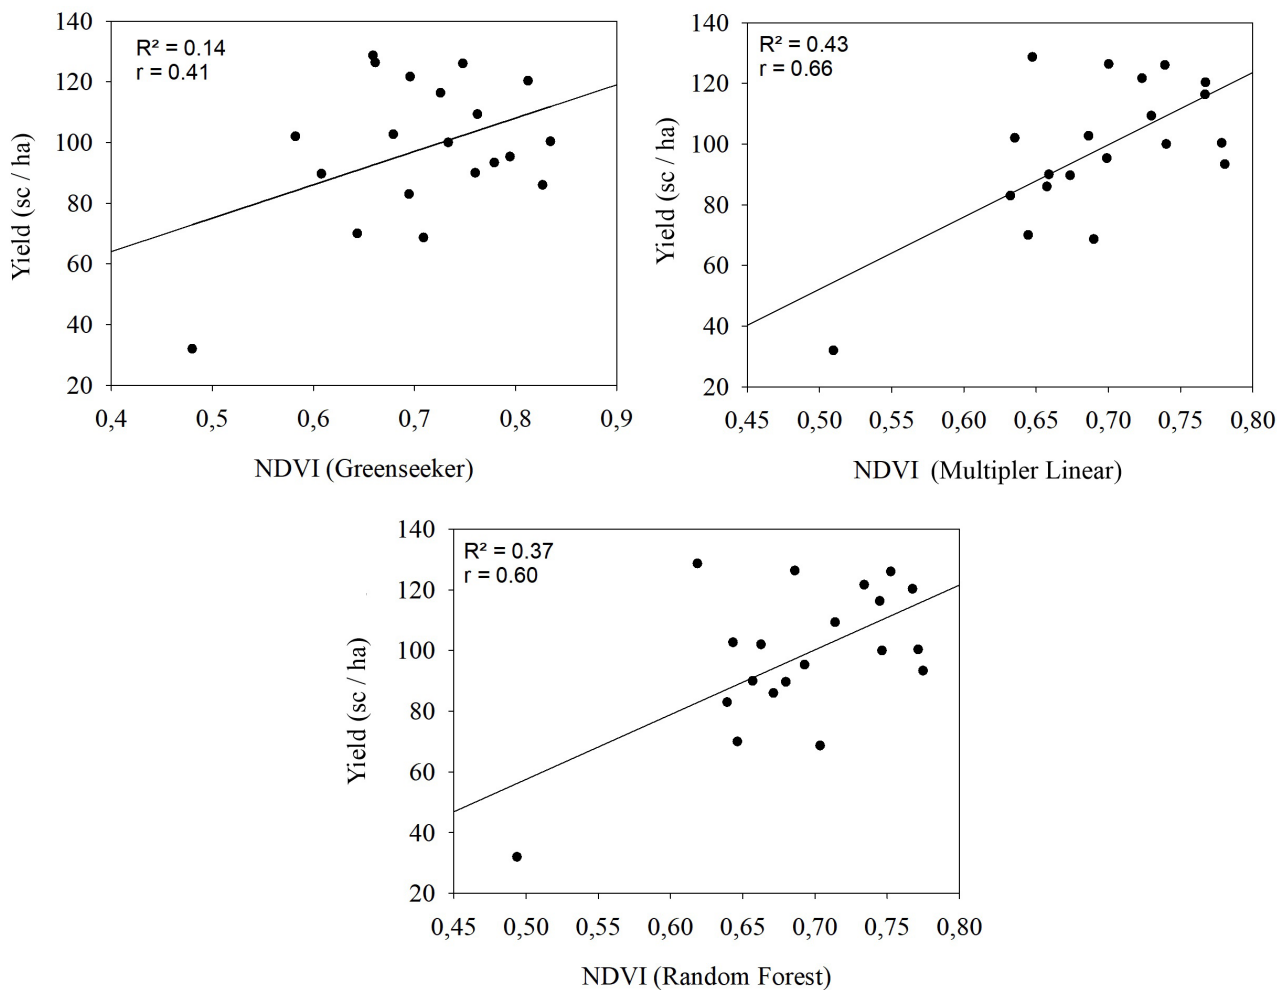 R² = 0.14
r = 0.41
Yield (sc / ha)
140
120
100
80
60
40
20
0,4 0,5 0,6 0,7 0,8 0,9
NDVI (Greenseeker)
R² = 0.43
r = 0.66
Yield (sc / ha)
140
120
100
80
60
40
20
0,45 0,50 0,55 0,60 0,65 0,70 0,75 0,80
NDVI (Multipler Linear)
R² = 0.37
r = 0.60
Yield (sc / ha)
140
120
100
80
60
40
20
0,45 0,50 0,55 0,60 0,65 0,70 0,75 0,80
NDVI (Random Forest)